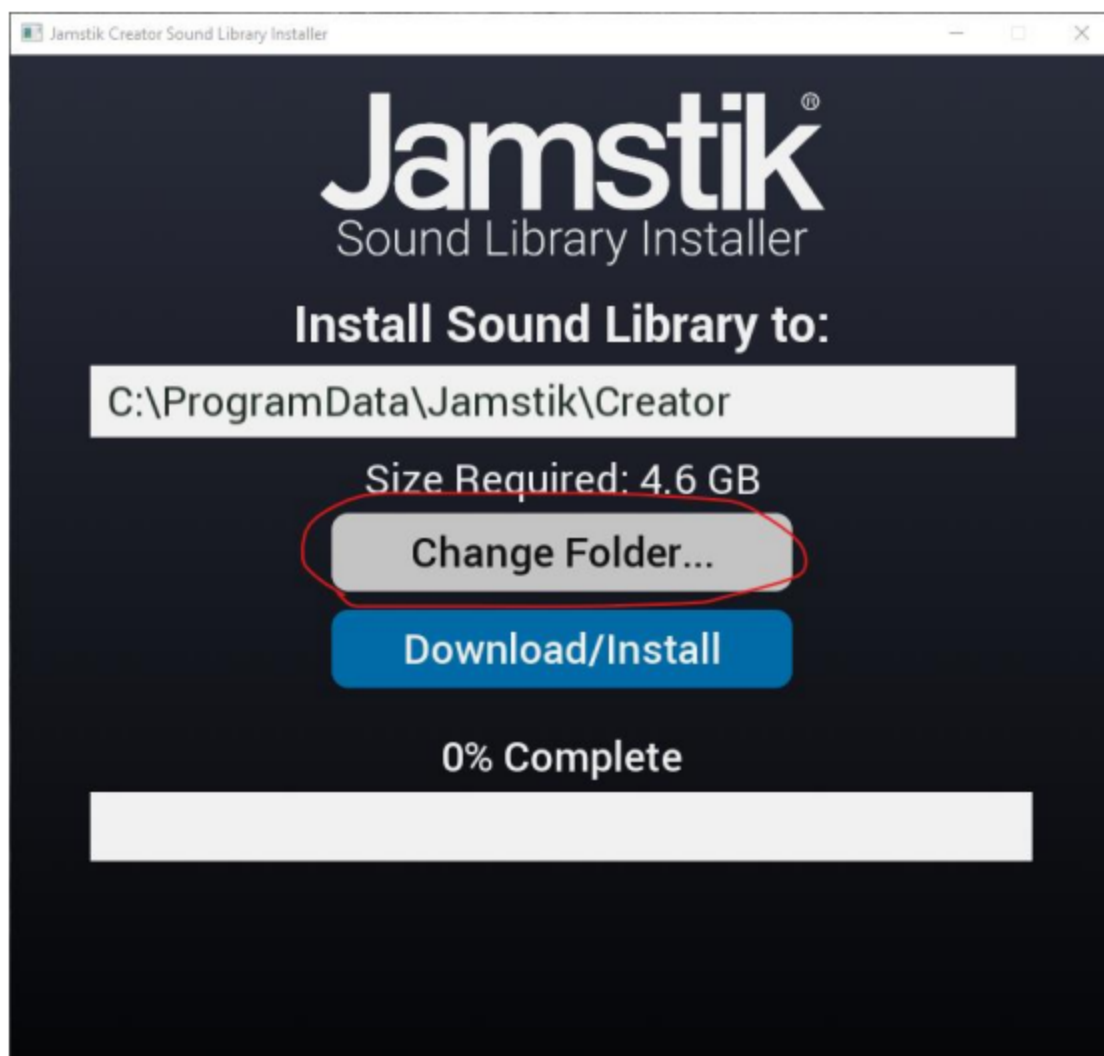 Jamstik Creator Sound Library Installer
Jamstik®
Sound Library Installer
Install Sound Library to:
C:\ProgramData\Jamstik\Creator
Size Required: 4.6 GB
Change Folder...
Download/Install
0% Complete